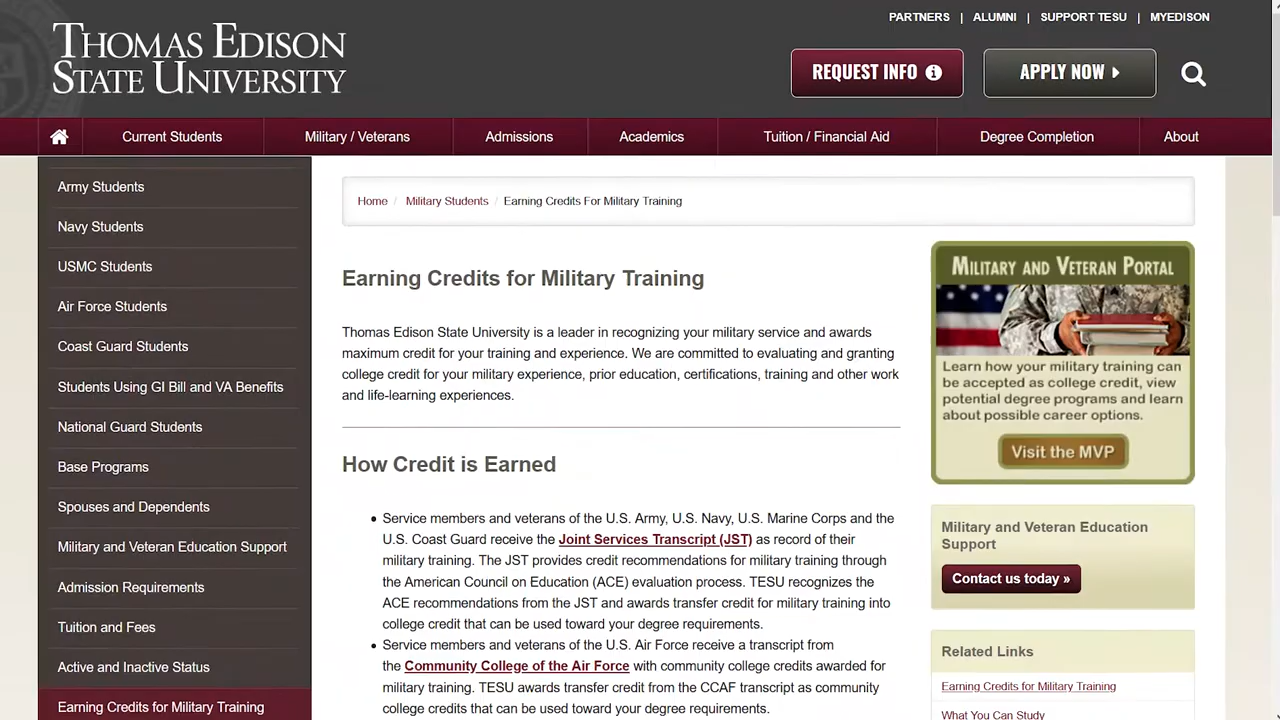 PARTNERS | ALUMNI | SUPPORT TESU | MYEDISON
THOMAS EDISON
STATE UNIVERSITY
REQUEST INFO
APPLY NOW
Current Students
Military / Veterans
Admissions
Academics
Tuition / Financial Aid
Degree Completion
About
Army Students
Navy Students
USMC Students
Air Force Students
Coast Guard Students
Students Using GI Bill and VA Benefits
National Guard Students
Base Programs
Spouses and Dependents
Military and Veteran Education Support
Admission Requirements
Tuition and Fees
Active and Inactive Status
Earning Credits for Military Training
Home / Military Students / Earning Credits For Military Training
Earning Credits for Military Training
Thomas Edison State University is a leader in recognizing your military service and awards
maximum credit for your training and experience. We are committed to evaluating and granting
college credit for your military experience, prior education, certifications, training and other work
and life-learning experiences.
How Credit is Earned
• Service members and veterans of the U.S. Army, U.S. Navy, U.S. Marine Corps and the
U.S. Coast Guard receive the Joint Services Transcript (JST) as record of their
military training. The JST provides credit recommendations for military training through
the American Council on Education (ACE) evaluation process. TESU recognizes the
ACE recommendations from the JST and awards transfer credit for military training into
college credit that can be used toward your degree requirements.
• Service members and veterans of the U.S. Air Force receive a transcript from
the Community College of the Air Force with community college credits awarded for
military training. TESU awards transfer credit from the CCAF transcript as community
college credits that can be used toward your degree requirements.
MILITARY AND VETERAN PORTAL
Learn how your military training can
be accepted as college credit, view
potential degree programs and learn
about possible career options.
Visit the MVP
Military and Veteran Education
Support
Contact us today »
Related Links
Earning Credits for Military Training
What You Can Study